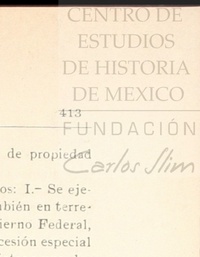 CENTRO DE
ESTUDIOS
DE HISTORIA
DE MEXICO
413
FUNDACIÓN
de propiedad
Carlos Slim
os: I.- Se eje-
bién en terre-
ierno Federal,
cesión especial